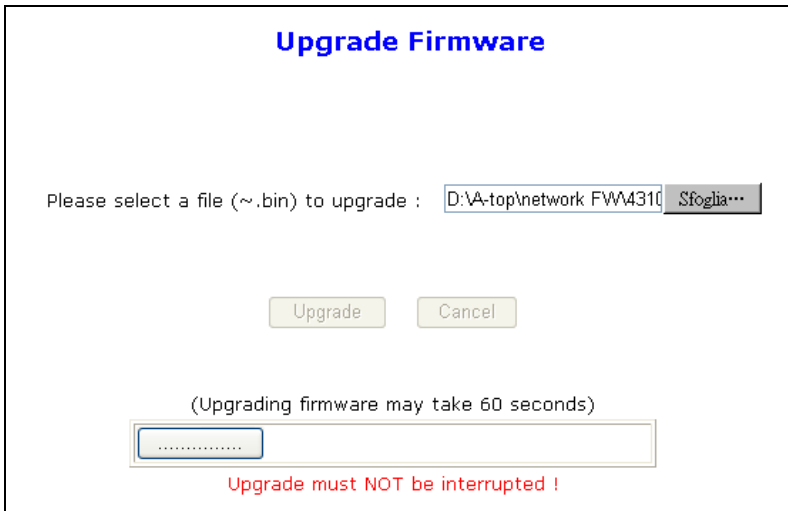 Upgrade Firmware
Please select a file (~.bin) to upgrade : D:\A-top\network FW\4310 Sfoglia...
Upgrade Cancel
(Upgrading firmware may take 60 seconds)
...............
Upgrade must NOT be interrupted !